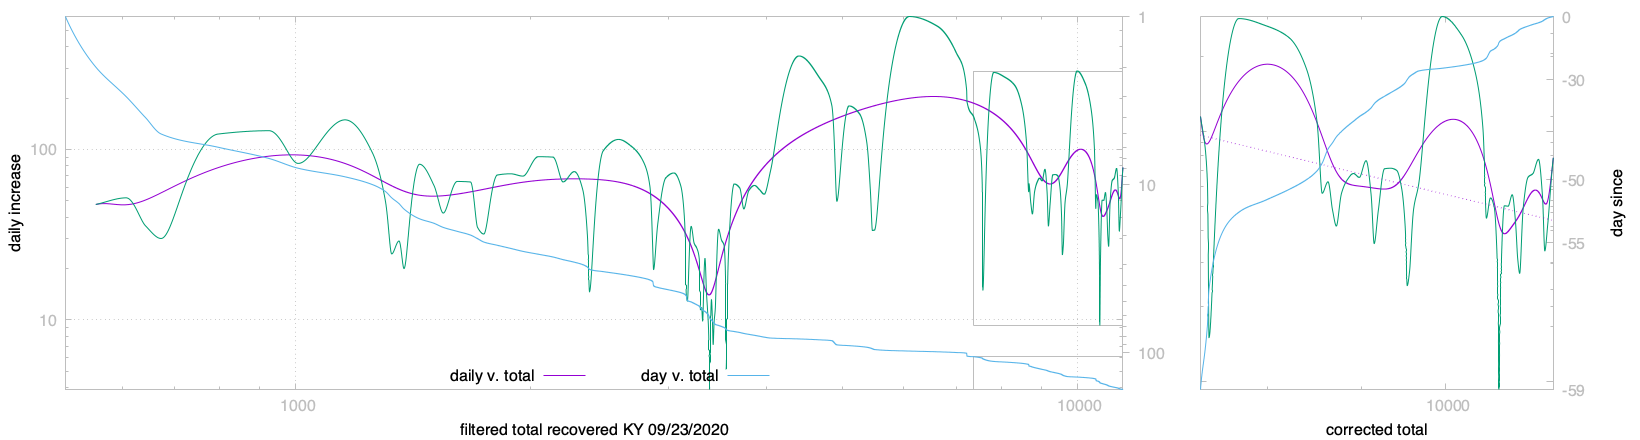 daily increase
100
10
1000
10000
1
10
100
daily v. total
day v. total
filtered total recovered KY 09/23/2020
0
-30
-50
-55
-59
day since
10000
corrected total